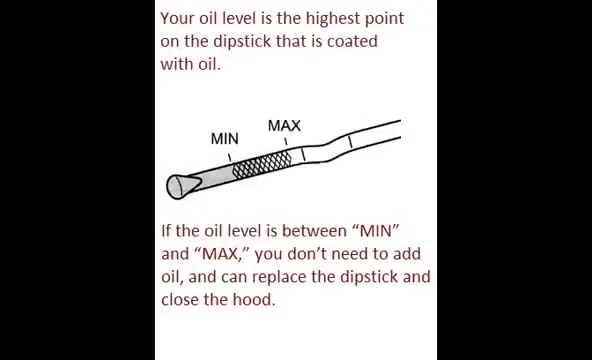 Your oil level is the highest point
on the dipstick that is coated
with oil.
MAX
MIN
If the oil level is between “MIN”
and “MAX,” you don’t need to add
oil, and can replace the dipstick and
close the hood.